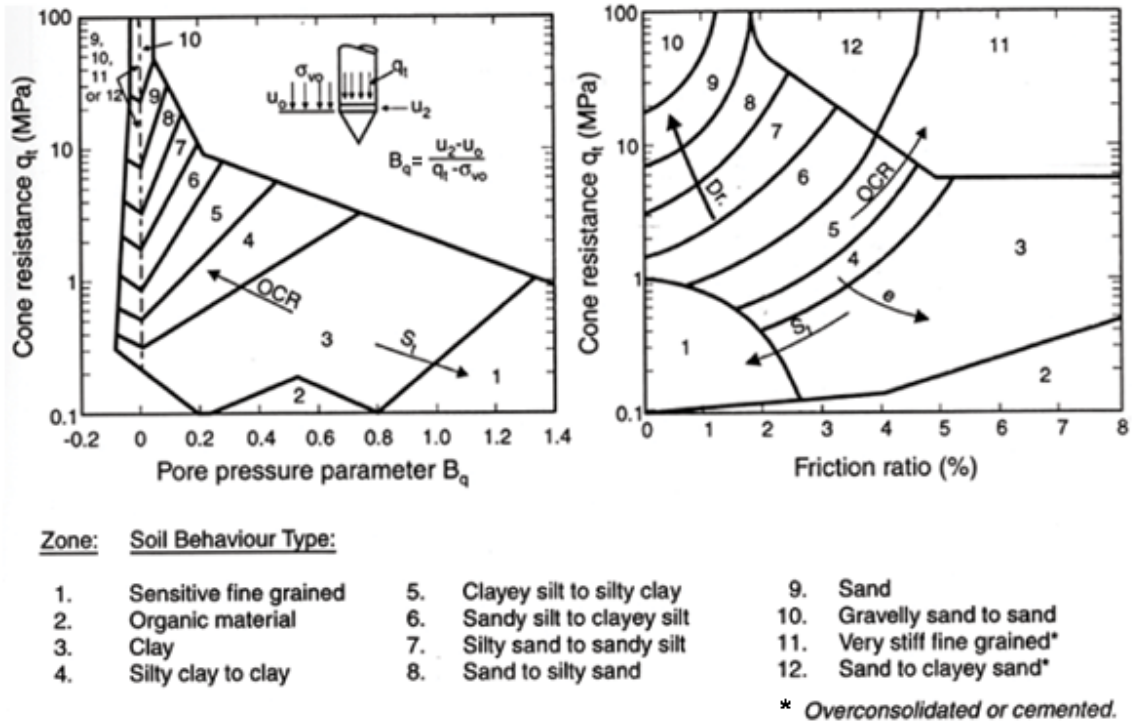 Cone resistance qt (MPa)
100
10
1
0.1
-0.2 0 0.2 0.4 0.6 0.8 1.0 1.2 1.4
Pore pressure parameter Bq
9,
10,
11
or 12
10
9
8
7
6
5
4
3
2
1
OCR
St
σvo
qt
uo
u2
Bq = u2-uo / qt-σvo
Cone resistance qt (MPa)
100
10
1
0.1
0 1 2 3 4 5 6 7 8
Friction ratio (%)
10
9
8
7
6
5
4
3
2
1
12
11
Dr.
OCR
St
e
Zone: Soil Behaviour Type:
1. Sensitive fine grained
2. Organic material
3. Clay
4. Silty clay to clay
5. Clayey silt to silty clay
6. Sandy silt to clayey silt
7. Silty sand to sandy silt
8. Sand to silty sand
9. Sand
10. Gravelly sand to sand
11. Very stiff fine grained*
12. Sand to clayey sand*
* Overconsolidated or cemented.